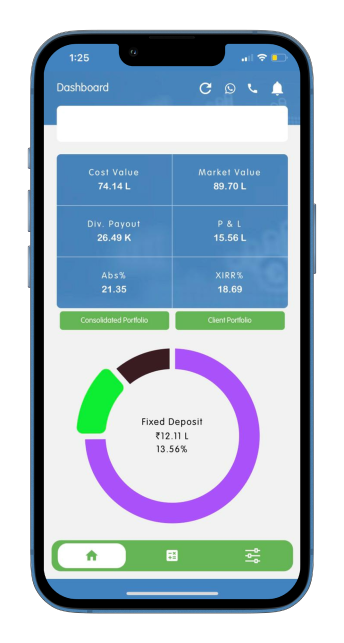 1:25
Dashboard
Cost Value
74.14 L
Market Value
89.70 L
Div. Payout
26.49 K
P & L
15.56 L
Abs%
21.35
XIRR%
18.69
Consolidated Portfolio
Client Portfolio
Fixed Deposit
₹12.11 L
13.56%